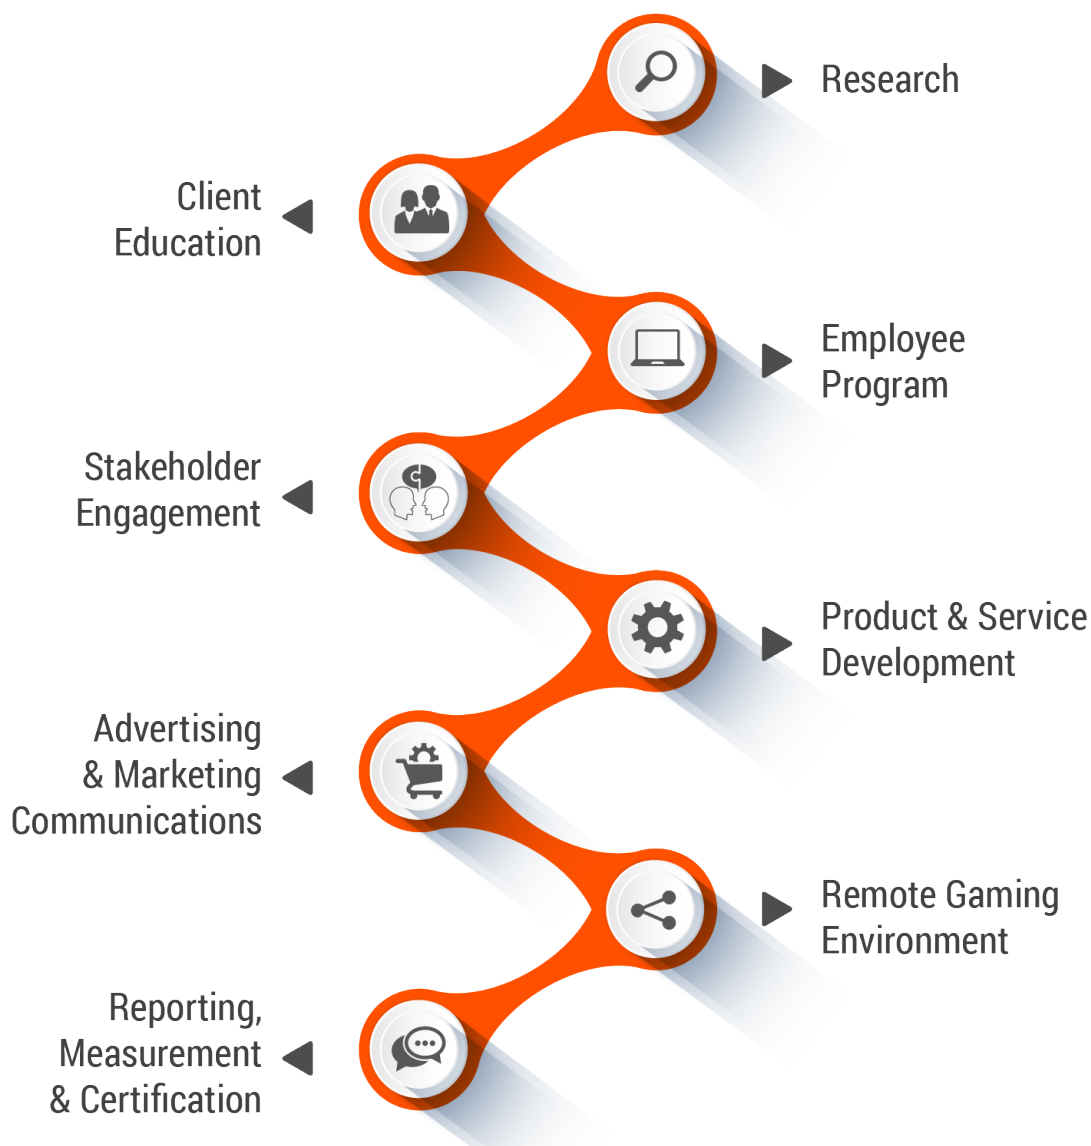 Research
Client
Education
Employee
Program
Stakeholder
Engagement
Product & Service
Development
Advertising
& Marketing
Communications
Remote Gaming
Environment
Reporting,
Measurement
& Certification